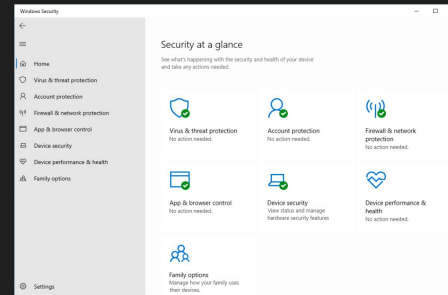 Windows Security
Home
Virus & threat protection
Account protection
Firewall & network protection
App & browser control
Device security
Device performance & health
Family options
Settings
Security at a glance
See what's happening with the security and health of your device
and take any actions needed.
Virus & threat protection
No action needed.
Account protection
No action needed.
Firewall & network
protection
No action needed.
App & browser control
No action needed.
Device security
View status and manage
hardware security features
Device performance &
health
No action needed.
Family options
Manage how your family uses
their devices.